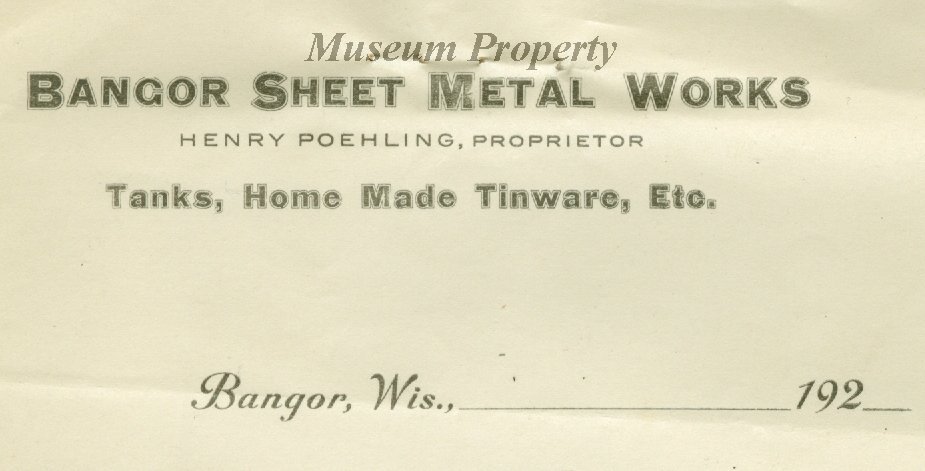 Museum Property
BANGOR SHEET METAL WORKS
HENRY POEHLING, PROPRIETOR
Tanks, Home Made Tinware, Etc.
Bangor, Wis., 192